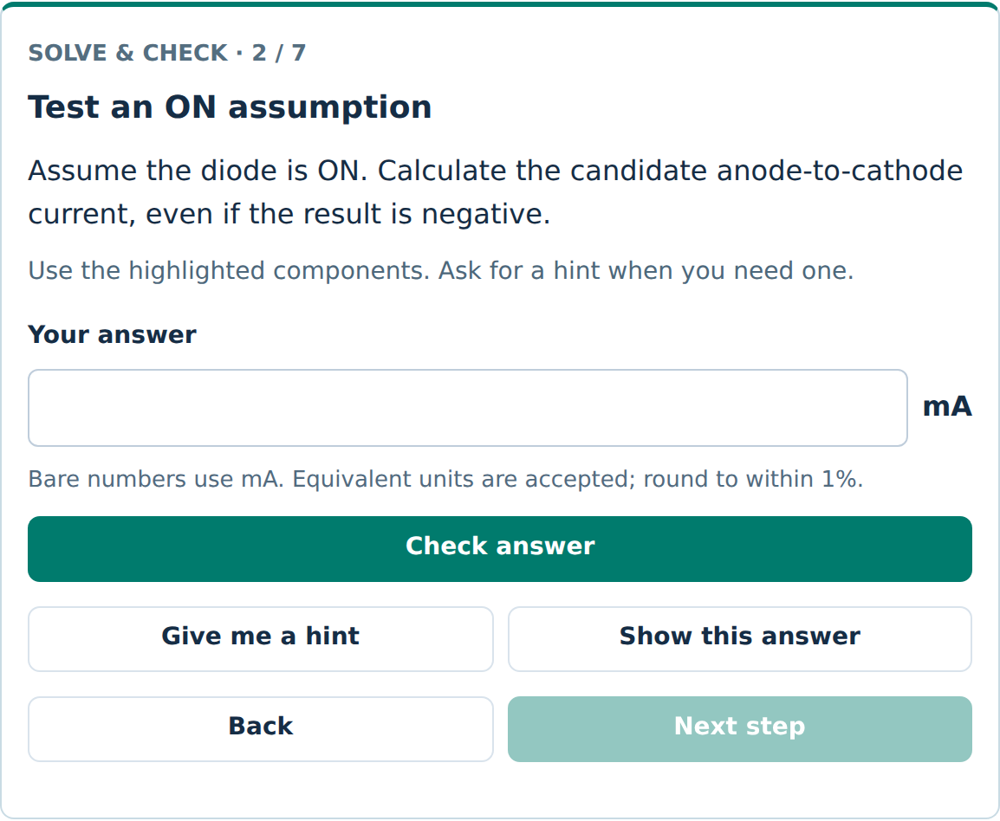 SOLVE & CHECK · 2 / 7
Test an ON assumption
Assume the diode is ON. Calculate the candidate anode-to-cathode
current, even if the result is negative.
Use the highlighted components. Ask for a hint when you need one.
Your answer
mA
Bare numbers use mA. Equivalent units are accepted; round to within 1%.
Check answer
Give me a hint
Show this answer
Back
Next step